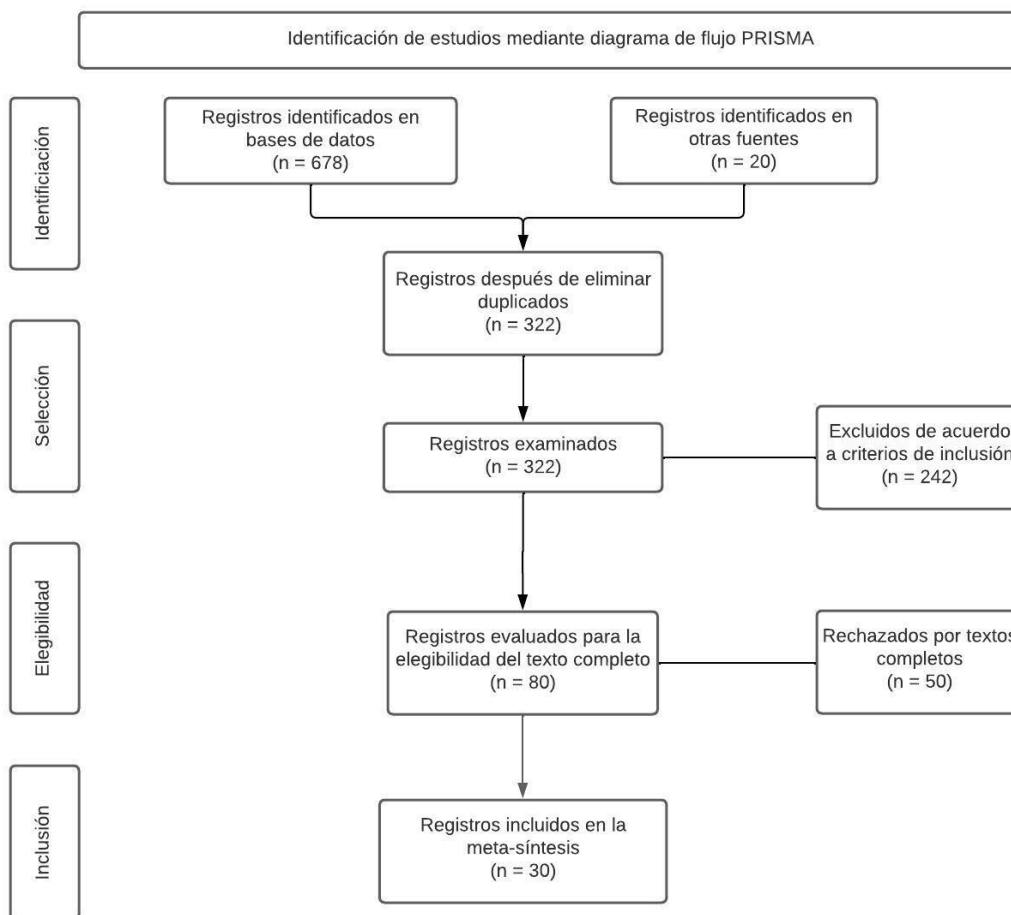 Identificación de estudios mediante diagrama de flujo PRISMA
Identificiación
Registros identificados en
bases de datos
(n = 678)
Registros identificados en
otras fuentes
(n = 20)
Registros después de eliminar
duplicados
(n = 322)
Selección
Registros examinados
(n = 322)
Excluidos de acuerdo
a criterios de inclusión
(n = 242)
Elegibilidad
Registros evaluados para la
elegibilidad del texto completo
(n = 80)
Rechazados por textos
completos
(n = 50)
Inclusión
Registros incluidos en la
meta-síntesis
(n = 30)